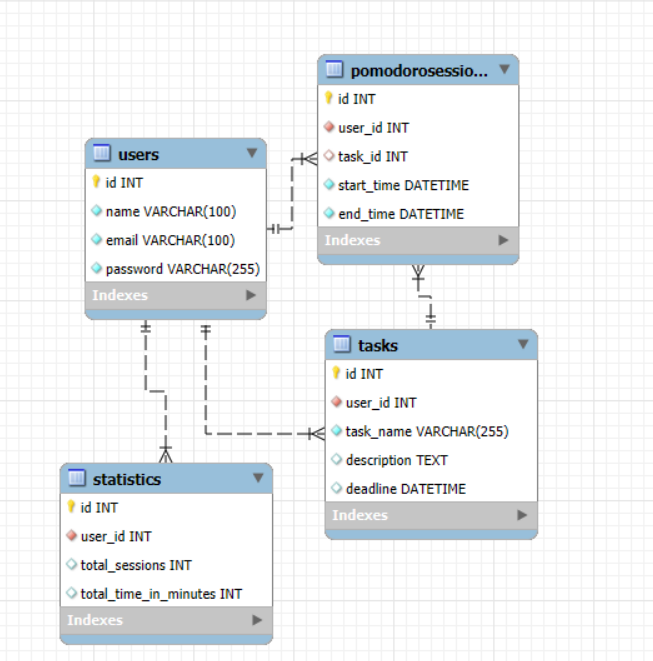 pomodorosessio...
id INT
user_id INT
task_id INT
start_time DATETIME
end_time DATETIME
Indexes
users
id INT
name VARCHAR(100)
email VARCHAR(100)
password VARCHAR(255)
Indexes
tasks
id INT
user_id INT
task_name VARCHAR(255)
description TEXT
deadline DATETIME
Indexes
statistics
id INT
user_id INT
total_sessions INT
total_time_in_minutes INT
Indexes